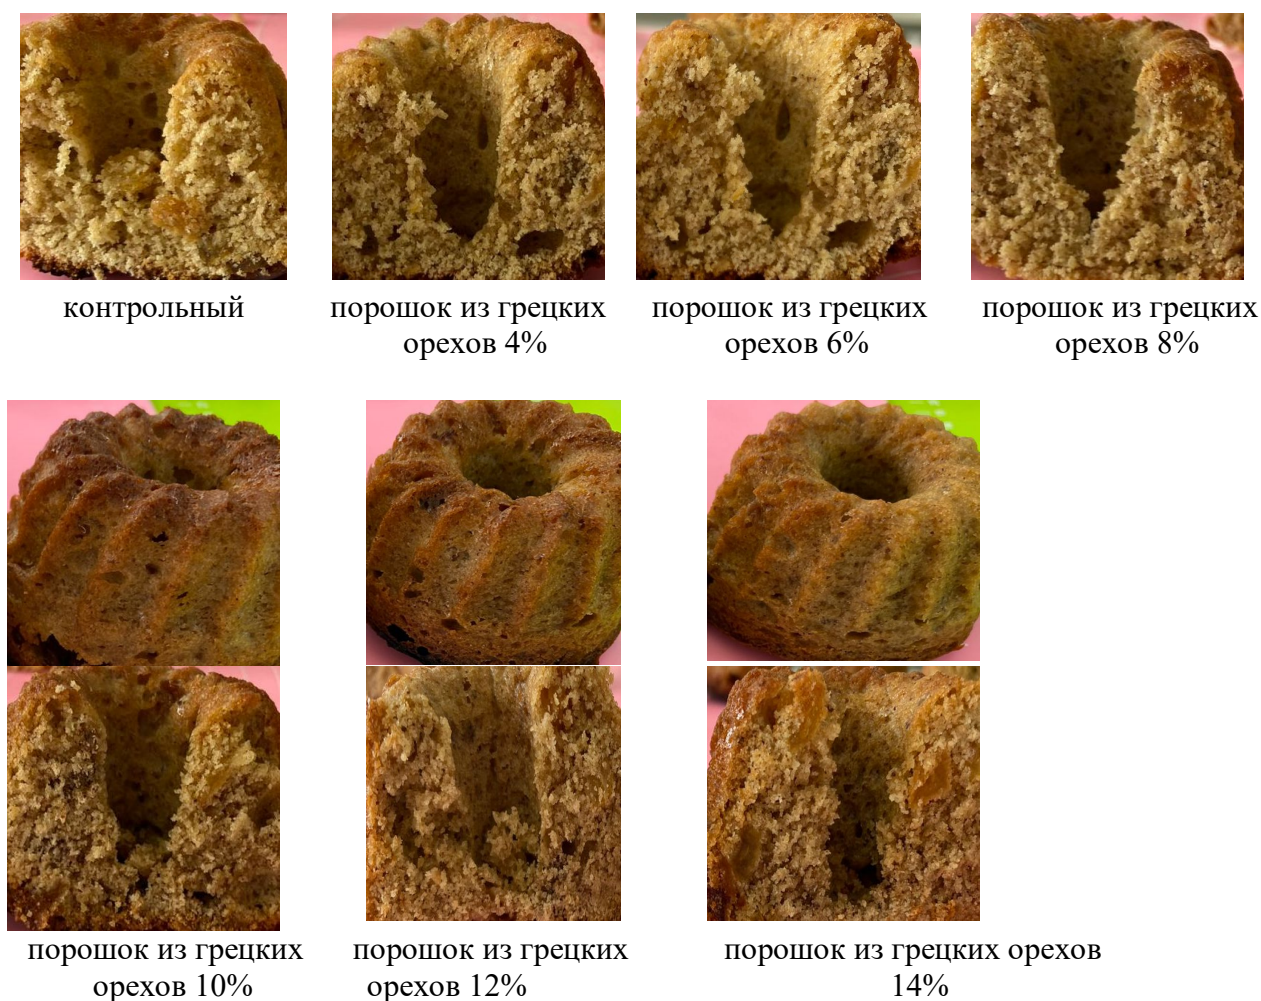 контрольный
порошок из грецких
орехов 4%
порошок из грецких
орехов 6%
порошок из грецких
орехов 8%
порошок из грецких
орехов 10%
порошок из грецких
орехов 12%
порошок из грецких орехов
14%